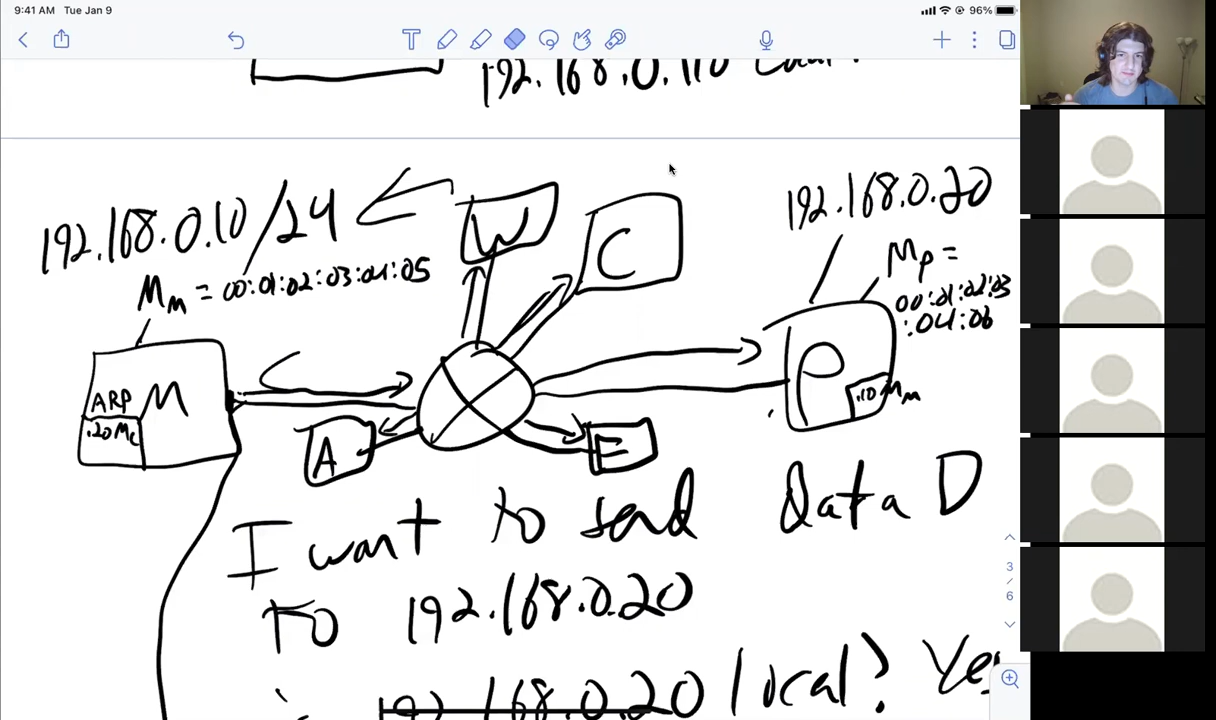 9:41 AM Tue Jan 9
96%
192.168.0.110 Local?
192.168.0.10/24
W
C
192.168.0.20
Mm = 00:01:02:03:04:05
Mp =
00:01:02:03
:04:06
ARP M
.20 Mc
P
.10 Mm
A
E
I want to send data D
to 192.168.0.20
192.168.0.20 local? Yes
3
/
6